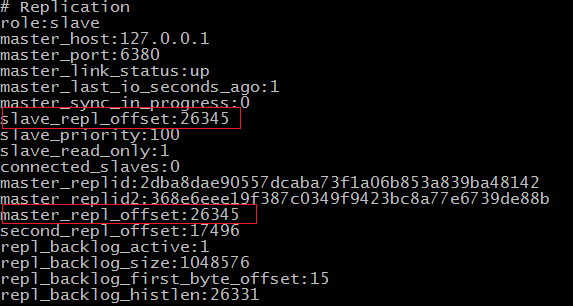 # Replication
role:slave
master_host:127.0.0.1
master_port:6380
master_link_status:up
master_last_io_seconds_ago:1
master_sync_in_progress:0
slave_repl_offset:26345
slave_priority:100
slave_read_only:1
connected_slaves:0
master_replid:2dba8dae90557dcaba73f1a06b853a839ba48142
master_replid2:368e6eee19f387c0349f9423bc8a77e6739de88b
master_repl_offset:26345
second_repl_offset:17496
repl_backlog_active:1
repl_backlog_size:1048576
repl_backlog_first_byte_offset:15
repl_backlog_histlen:26331